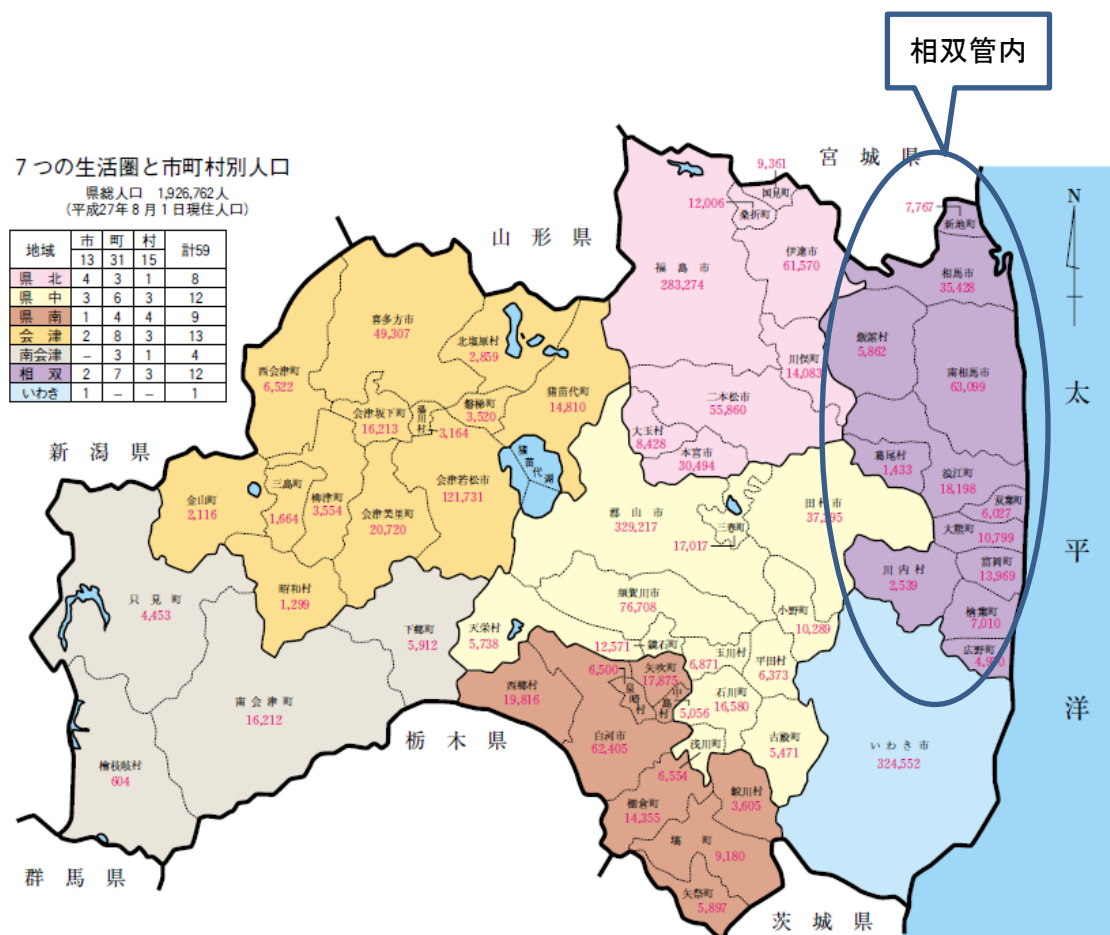 相双管内
7つの生活圏と市町村別人口
県総人口 1,926,762人
(平成27年8月1日現住人口)
地域 市 町 村 計59
13 31 15
県北 4 3 1 8
県中 3 6 3 12
県南 1 4 4 9
会津 2 8 3 13
南会津 − 3 1 4
相双 2 7 3 12
いわき 1 − − 1
宮城県
山形県
新潟県
群馬県
栃木県
茨城県
太平洋
N
9,361
国見町
12,006
桑折町
伊達市
61,570
福島市
283,274
川俣町
14,083
二本松市
55,860
大玉村
8,428
本宮市
30,494
7,767
新地町
相馬市
35,428
飯舘村
5,862
南相馬市
63,099
葛尾村
1,433
浪江町
18,198
双葉町
6,027
大熊町
10,799
富岡町
13,969
川内村
2,539
楢葉町
7,010
広野町
喜多方市
49,307
北塩原村
2,859
西会津町
6,522
会津坂下町
16,213
湯川村
3,164
磐梯町
3,520
猪苗代町
14,810
猪苗代湖
会津若松市
121,731
金山町
2,116
三島町
1,664
柳津町
3,554
会津美里町
20,720
昭和村
1,299
只見町
4,453
下郷町
5,912
南会津町
16,212
檜枝岐村
604
郡山市
329,217
三春町
17,017
田村市
須賀川市
76,708
小野町
10,289
天栄村
5,738
12,571
鏡石町
玉川村
6,871
平田村
6,373
石川町
16,580
浅川町
6,554
古殿町
5,471
西郷村
19,816
6,500
泉崎村
矢吹町
17,875
中島村
5,056
白河市
62,405
棚倉町
14,355
鮫川村
3,605
塙町
9,180
矢祭町
5,897
いわき市
324,552